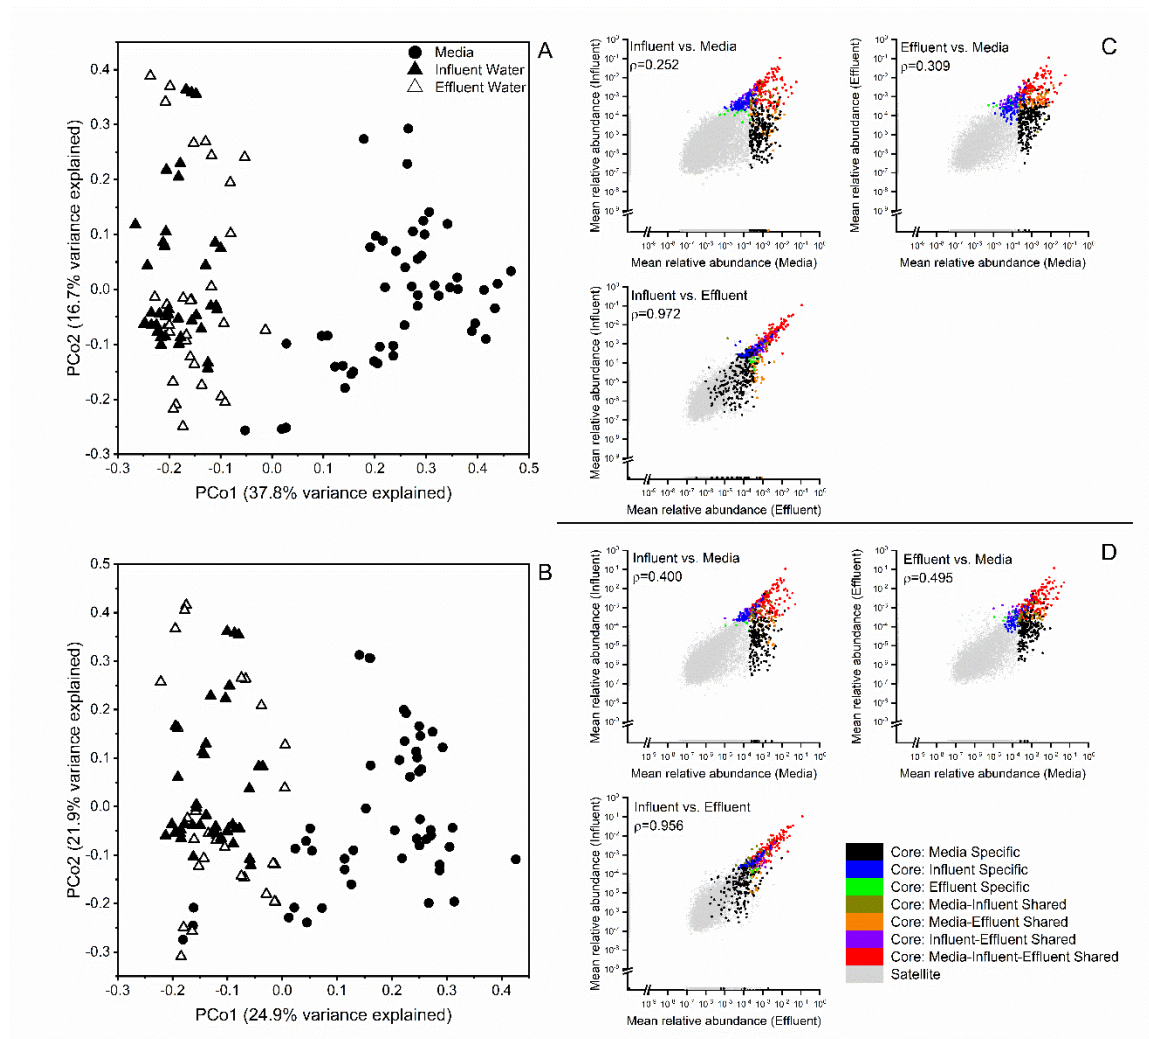 A
Media
Influent Water
Effluent Water
0.4
0.3
0.2
0.1
0.0
-0.1
-0.2
-0.3
-0.3 -0.2 -0.1 0.0 0.1 0.2 0.3 0.4 0.5
PCo2 (16.7% variance explained)
PCo1 (37.8% variance explained)
C
Influent vs. Media
ρ=0.252
Mean relative abundance (Influent)
Mean relative abundance (Media)
Effluent vs. Media
ρ=0.309
Mean relative abundance (Effluent)
Mean relative abundance (Media)
Influent vs. Effluent
ρ=0.972
Mean relative abundance (Influent)
Mean relative abundance (Effluent)
B
0.5
0.4
0.3
0.2
0.1
0.0
-0.1
-0.2
-0.3
-0.3 -0.2 -0.1 0.0 0.1 0.2 0.3 0.4
PCo2 (21.9% variance explained)
PCo1 (24.9% variance explained)
D
Influent vs. Media
ρ=0.400
Mean relative abundance (Influent)
Mean relative abundance (Media)
Effluent vs. Media
ρ=0.495
Mean relative abundance (Influent)
Mean relative abundance (Media)
Influent vs. Effluent
ρ=0.956
Mean relative abundance (Influent)
Mean relative abundance (Effluent)
Core: Media Specific
Core: Influent Specific
Core: Effluent Specific
Core: Media-Influent Shared
Core: Media-Effluent Shared
Core: Influent-Effluent Shared
Core: Media-Influent-Effluent Shared
Satellite